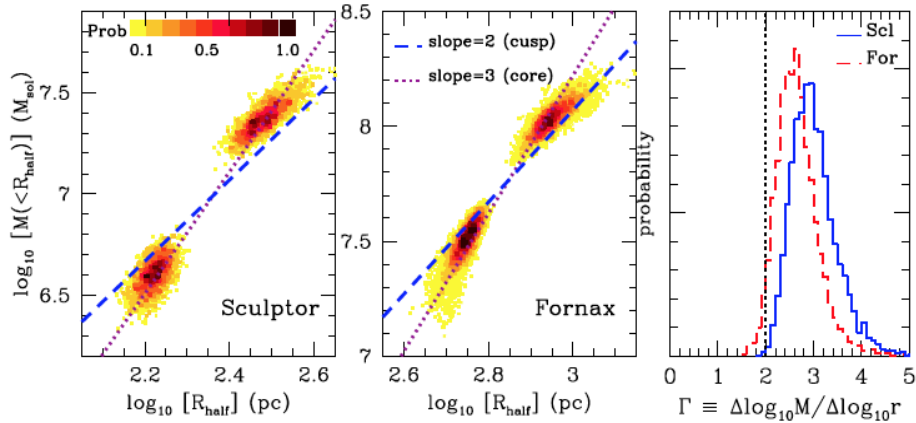 Prob
0.1 0.5 1.0
7.5
7
6.5
log10 [M(<Rhalf)] (Msol)
Sculptor
2.2 2.4 2.6
log10 [Rhalf] (pc)
8.5
8
7.5
7
slope=2 (cusp)
slope=3 (core)
Fornax
2.6 2.8 3
log10 [Rhalf] (pc)
probability
Scl
For
0 1 2 3 4 5
Γ ≡ Δlog10M/Δlog10r